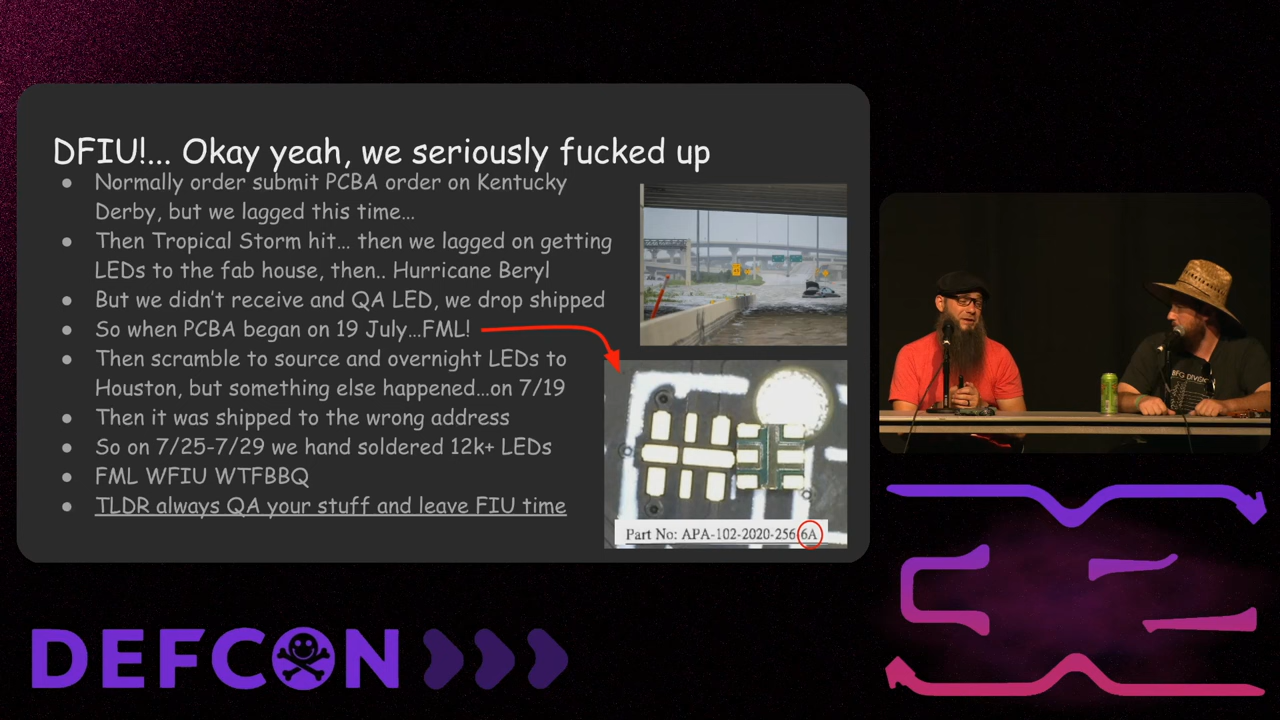 DFIU!... Okay yeah, we seriously fucked up
● Normally order submit PCBA order on Kentucky
Derby, but we lagged this time…
● Then Tropical Storm hit… then we lagged on getting
LEDs to the fab house, then.. Hurricane Beryl
● But we didn't receive and QA LED, we drop shipped
● So when PCBA began on 19 July…FML!
● Then scramble to source and overnight LEDs to
Houston, but something else happened…on 7/19
● Then it was shipped to the wrong address
● So on 7/25-7/29 we hand soldered 12k+ LEDs
● FML WFIU WTFBBQ
● TLDR always QA your stuff and leave FIU time
Part No: APA-102-2020-256-6A
BFG DIVISION
DEFCON